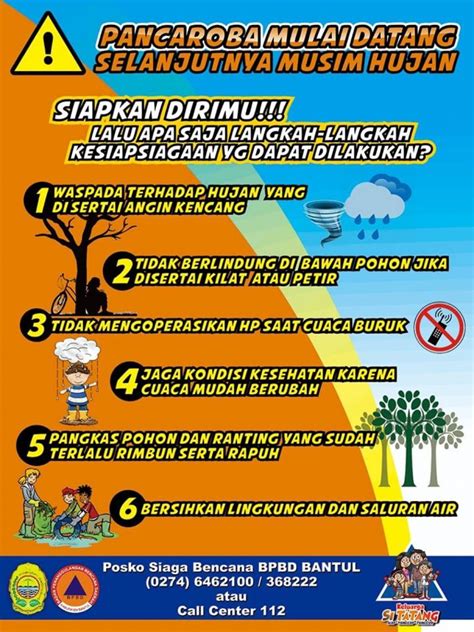 PANCAROBA MULAI DATANG
SELANJUTNYA MUSIM HUJAN
SIAPKAN DIRIMU!!!
LALU APA SAJA LANGKAH-LANGKAH
KESIAPSIAGAAN YG DAPAT DILAKUKAN?
1 WASPADA TERHADAP HUJAN YANG
DI SERTAI ANGIN KENCANG
2 TIDAK BERLINDUNG DI BAWAH POHON JIKA
DISERTAI KILAT ATAU PETIR
3 TIDAK MENGOPERASIKAN HP SAAT CUACA BURUK
4 JAGA KONDISI KESEHATAN KARENA
CUACA MUDAH BERUBAH
5 PANGKAS POHON DAN RANTING YANG SUDAH
TERLALU RIMBUN SERTA RAPUH
6 BERSIHKAN LINGKUNGAN DAN SALURAN AIR
Posko Siaga Bencana BPBD BANTUL
(0274) 6462100 / 368222
atau
Call Center 112
BPBD
Keluarga
SI TATANG